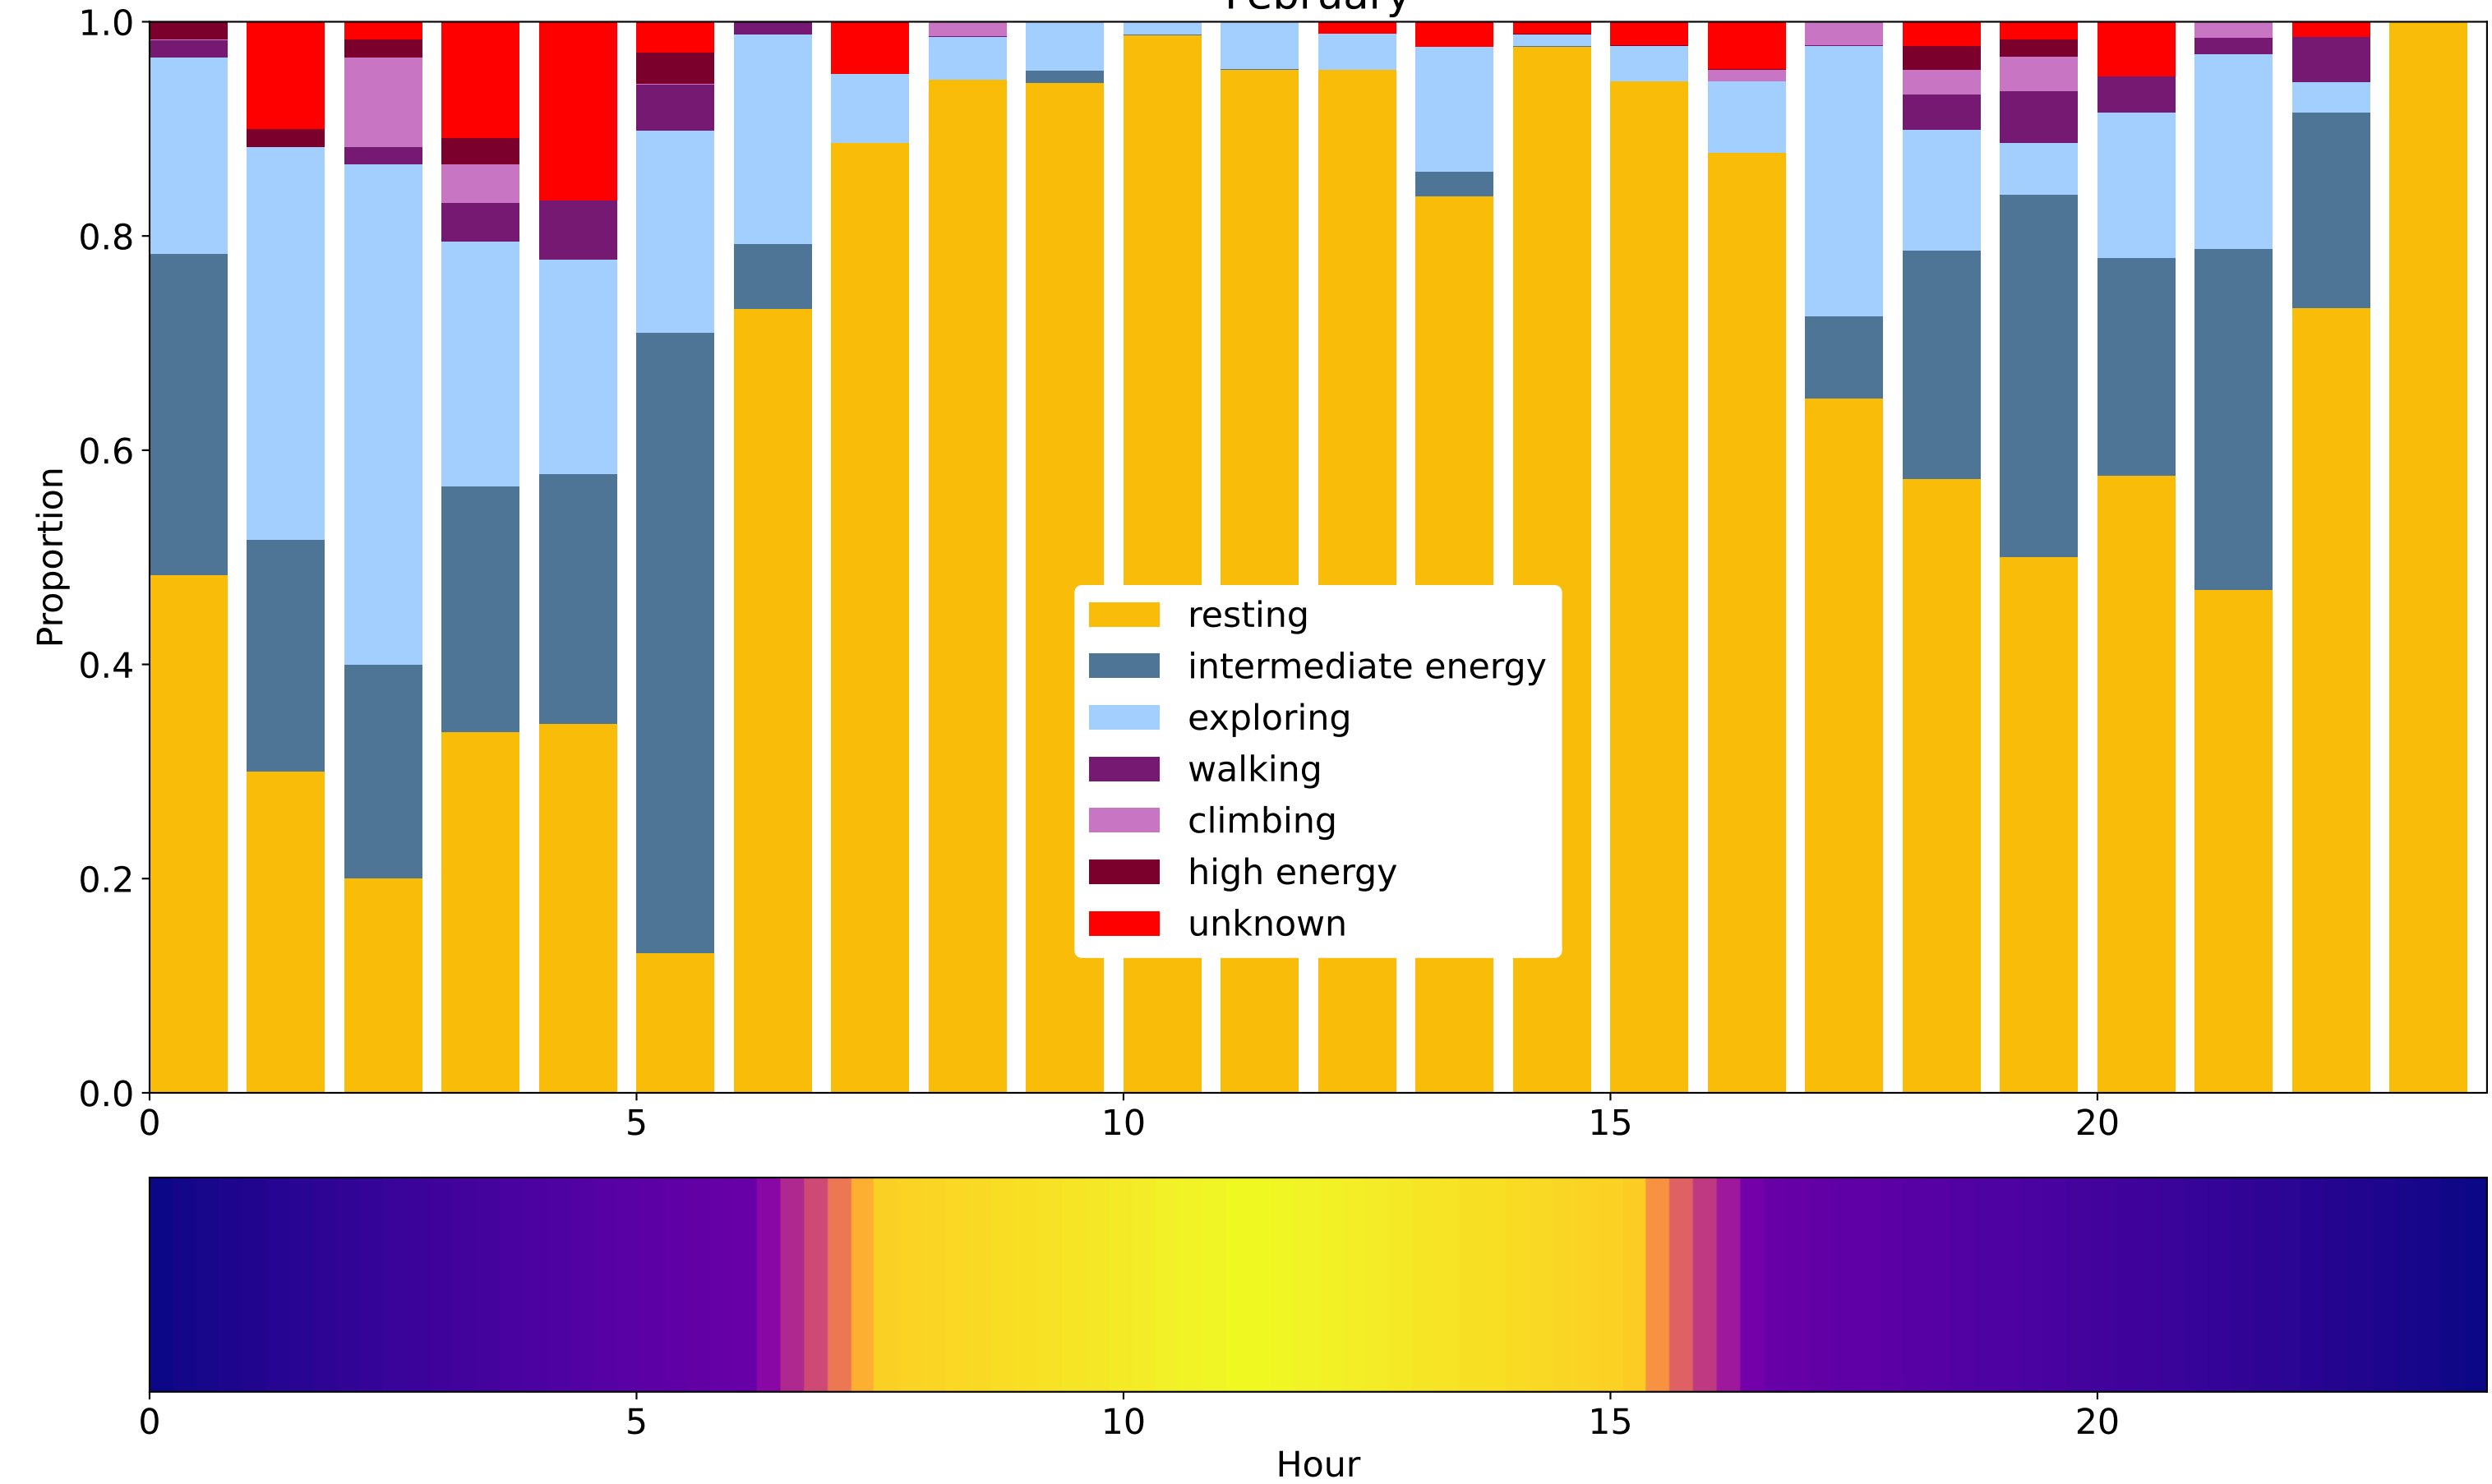 February
1.0
0.8
0.6
0.4
0.2
0.0
Proportion
resting
intermediate energy
exploring
walking
climbing
high energy
unknown
0 5 10 15 20
0 5 10 15 20
Hour